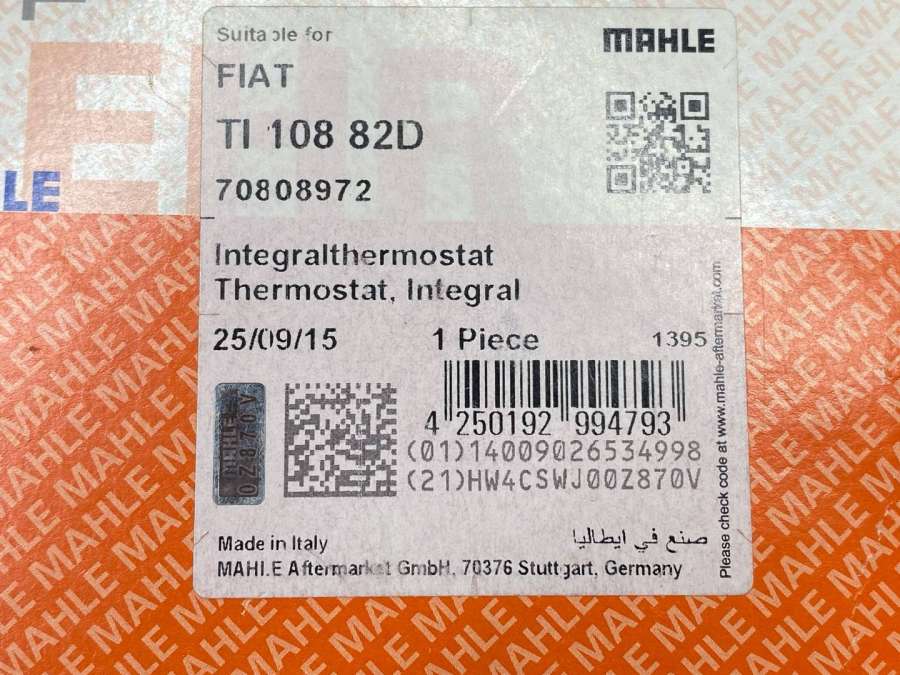 Suitable for
MAHLE
FIAT
TI 108 82D
70808972
Integralthermostat
Thermostat, Integral
25/09/15 1 Piece 1395
4 250192 994793
(01)14009026534998
(21)HW4CSWJ00Z870V
MAHLE
صنع في ايطاليا
Made in Italy
MAHLE Aftermarket GmbH, 70376 Stuttgart, Germany
Please check code at www.mahle-aftermarket.com
LE